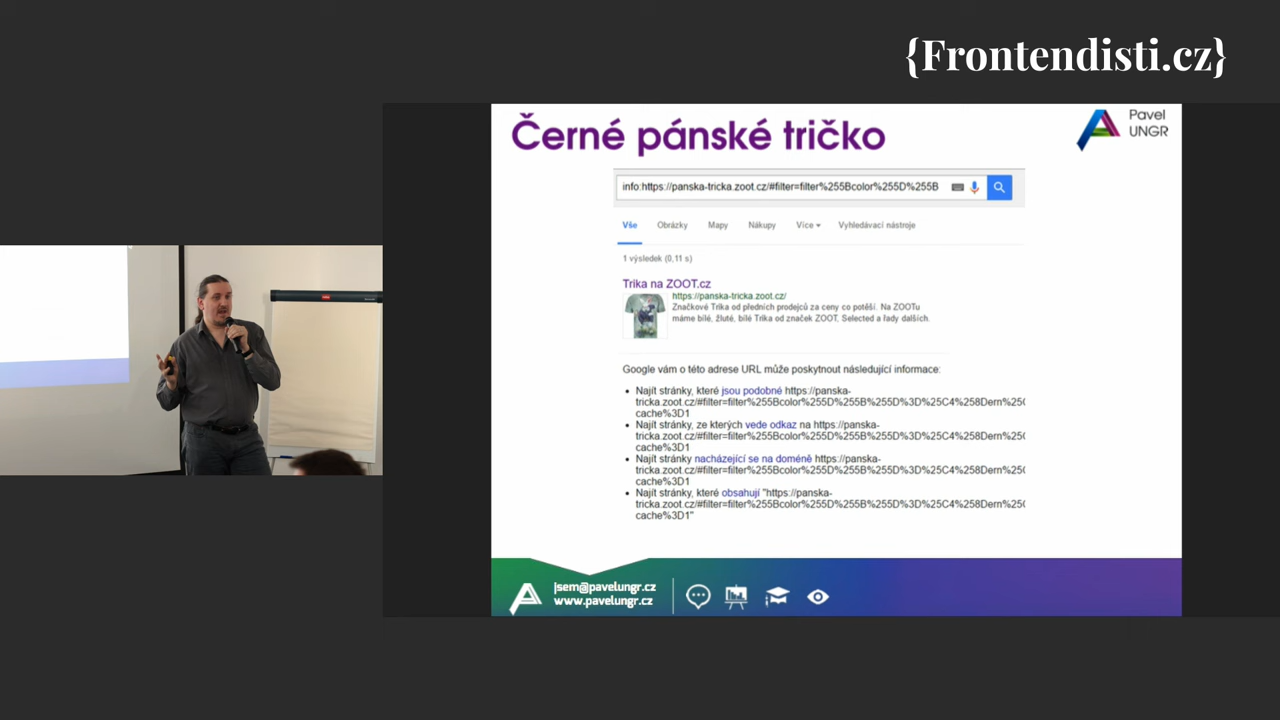 {Frontendisti.cz}
Černé pánské tričko
Pavel
UNGR
info:https://panska-tricka.zoot.cz/#filter=filter%255Bcolor%255D%255B
Vše Obrázky Mapy Nákupy Více Vyhledávací nástroje
1 výsledek (0,11 s)
Trika na ZOOT.cz
https://panska-tricka.zoot.cz/
Značkové Trika od předních prodejců za ceny co potěší. Na ZOOTu
máme bílé, žluté, bílé Trika od značek ZOOT, Selected a řady dalších.
Google vám o této adrese URL může poskytnout následující informace:
• Najít stránky, které jsou podobné https://panska-
tricka.zoot.cz/#filter=filter%255Bcolor%255D%255B%255D%3D%25C4%258Dern%25(
cache%3D1
• Najít stránky, ze kterých vede odkaz na https://panska-
tricka.zoot.cz/#filter=filter%255Bcolor%255D%255B%255D%3D%25C4%258Dern%25(
cache%3D1
• Najít stránky nacházející se na doméně https://panska-
tricka.zoot.cz/#filter=filter%255Bcolor%255D%255B%255D%3D%25C4%258Dern%25(
cache%3D1
• Najít stránky, které obsahují "https://panska-
tricka.zoot.cz/#filter=filter%255Bcolor%255D%255B%255D%3D%25C4%258Dern%25(
cache%3D1"
jsem@pavelungr.cz
www.pavelungr.cz